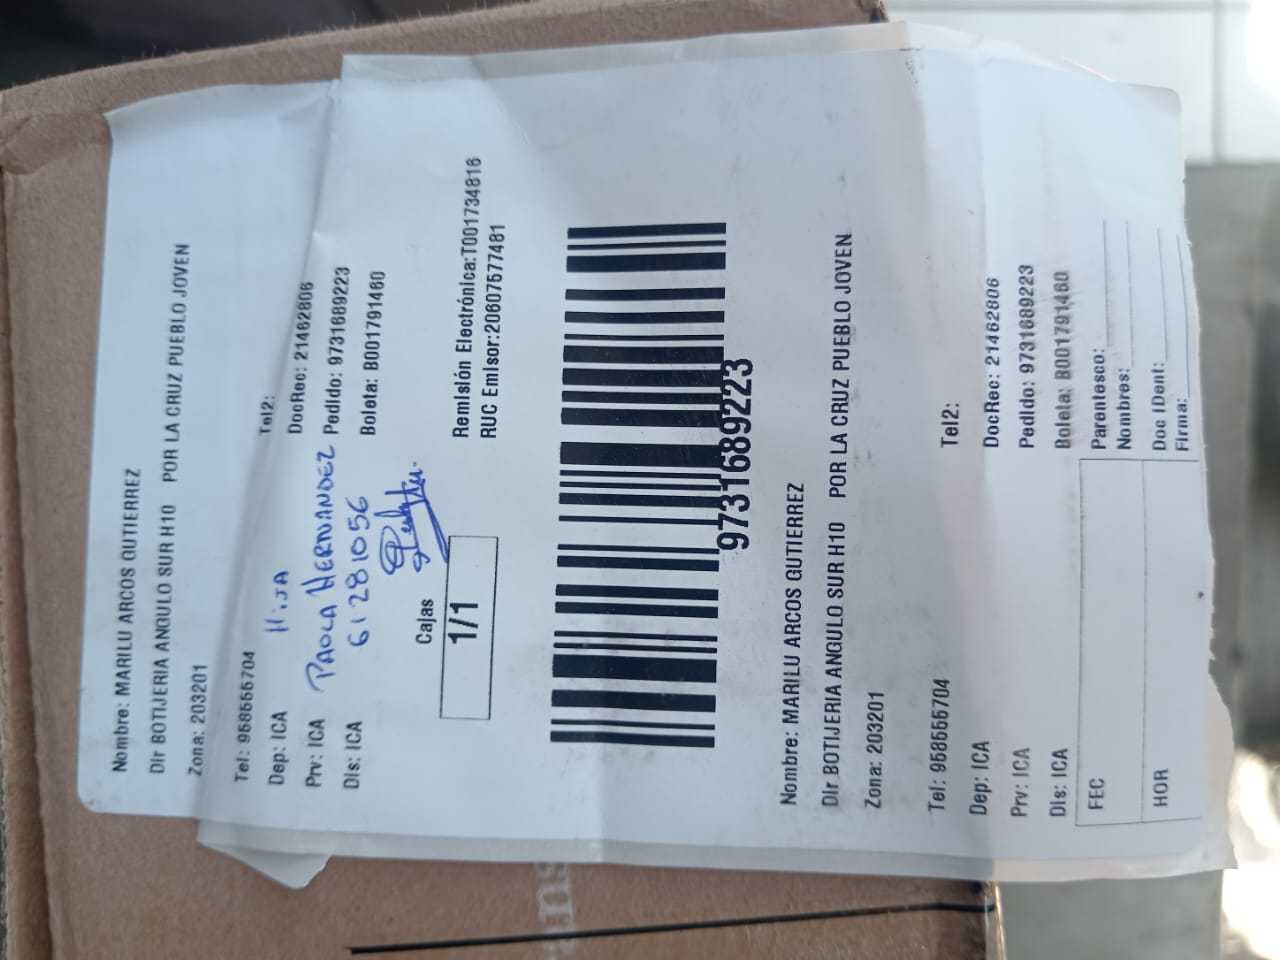 Nombre: MARILU ARCOS GUTIERREZ
Dir BOTIJERIA ANGULO SUR H10 POR LA CRUZ PUEBLO JOVEN
Zona: 203201
Tel: 958555704 Tel2:
Dep: ICA HIJA DocRec: 21462806
Prv: ICA PAOLA HERNANDEZ Pedido: 9731689223
Dis: ICA 61281056 Boleta: B001791460
Cajas
1/1
Remisión Electrónica:T001734816
RUC Emisor:20607577481
9731689223
Nombre: MARILU ARCOS GUTIERREZ
Dir BOTIJERIA ANGULO SUR H10 POR LA CRUZ PUEBLO JOVEN
Zona: 203201
Tel: 958555704 Tel2:
Dep: ICA DocRec: 21462806
Prv: ICA Pedido: 9731689223
Dis: ICA Boleta: B001791460
FEC Parentesco:
Nombres:
HOR Doc iDent:
Firma: